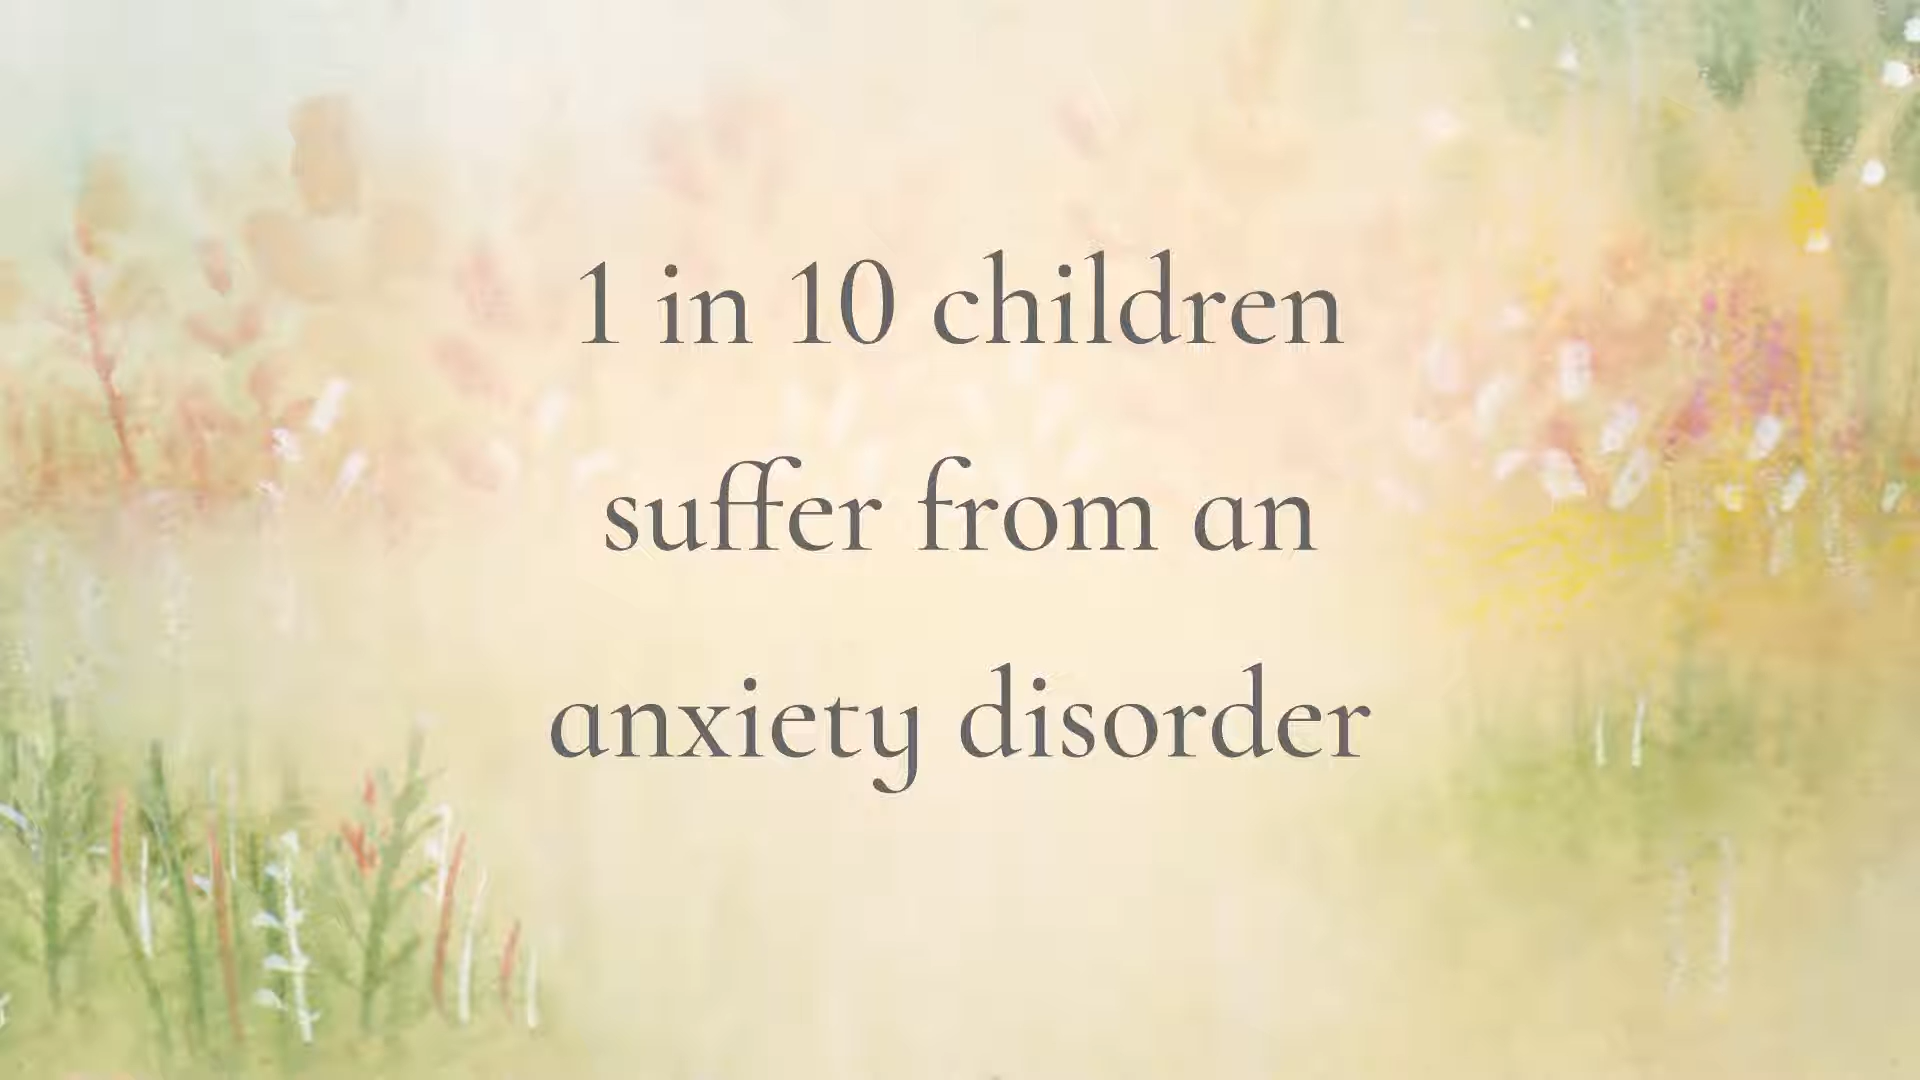 1 in 10 children
suffer from an
anxiety disorder